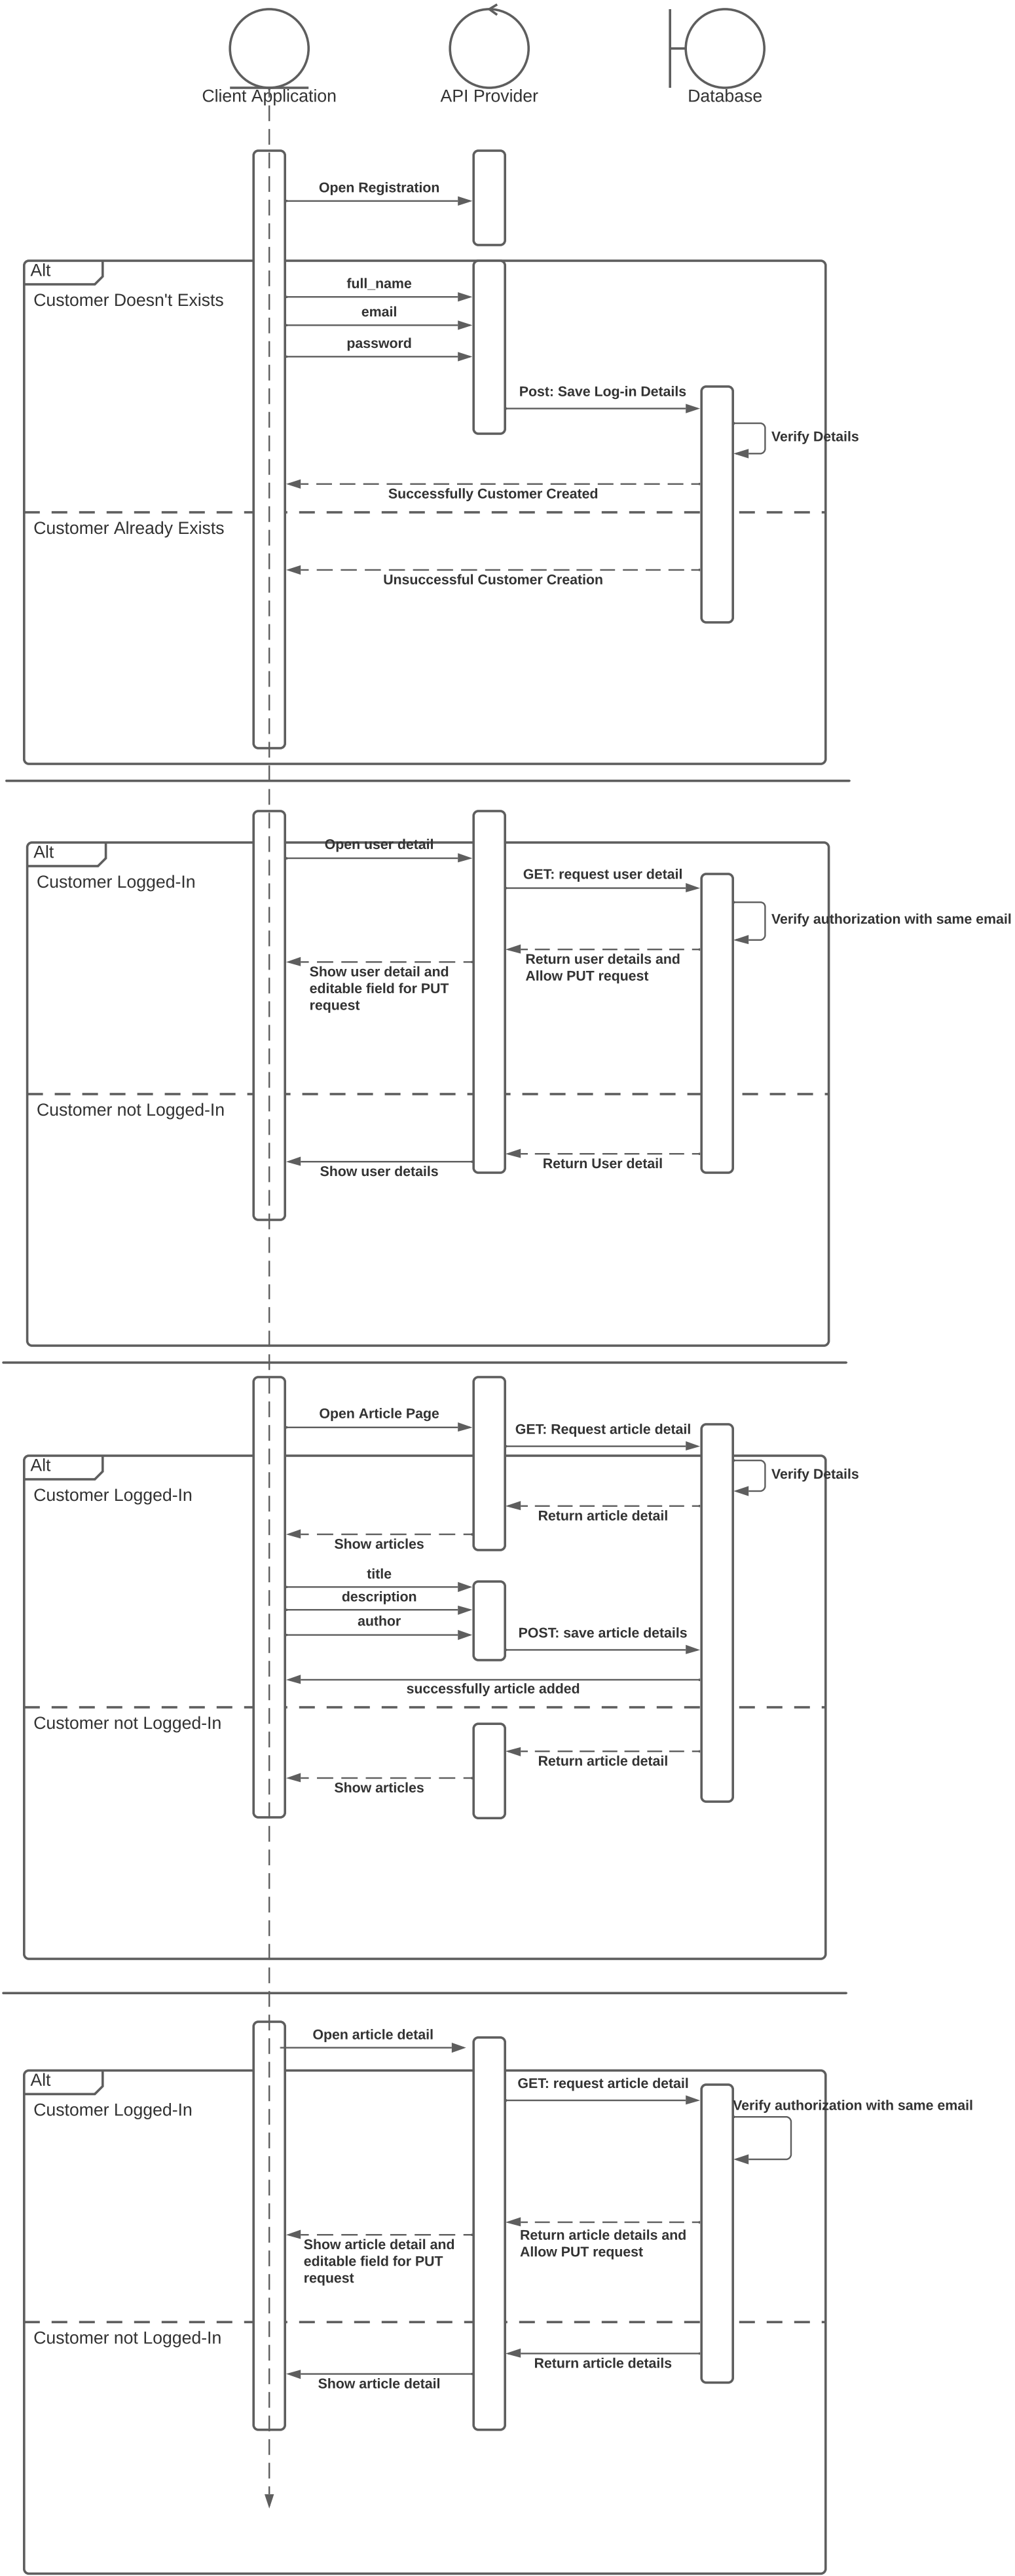 Client Application
API Provider
Database
Open Registration
Alt
Customer Doesn't Exists
full_name
email
password
Post: Save Log-in Details
Verify Details
Successfully Customer Created
Customer Already Exists
Unsuccessful Customer Creation
Alt
Open user detail
Customer Logged-In
GET: request user detail
Verify authorization with same email
Return user details and
Allow PUT request
Show user detail and
editable field for PUT
request
Customer not Logged-In
Return User detail
Show user details
Open Article Page
GET: Request article detail
Alt
Customer Logged-In
Verify Details
Return article detail
Show articles
title
description
author
POST: save article details
successfully article added
Customer not Logged-In
Return article detail
Show articles
Open article detail
Alt
GET: request article detail
Customer Logged-In
Verify authorization with same email
Return article details and
Allow PUT request
Show article detail and
editable field for PUT
request
Customer not Logged-In
Return article details
Show article detail